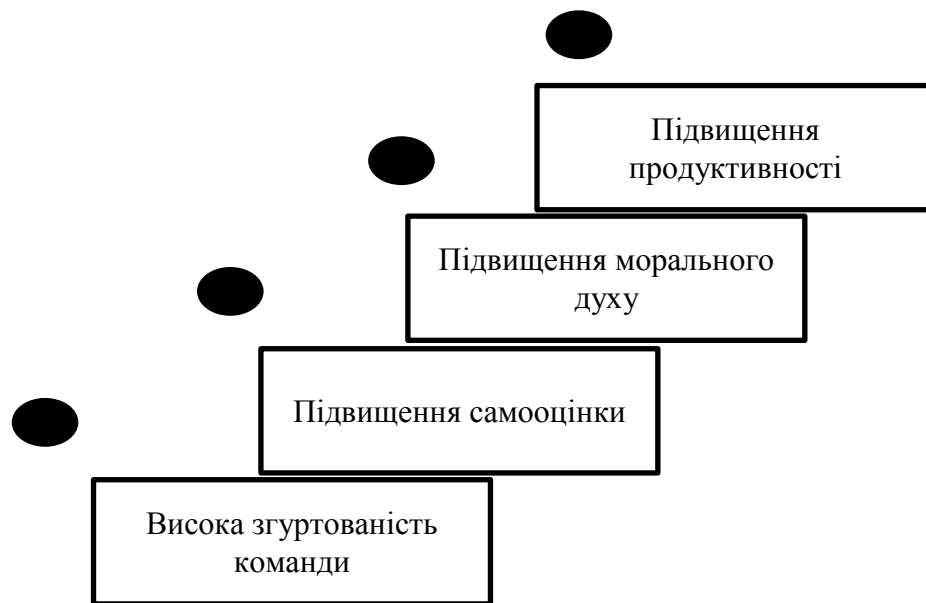 Підвищення
продуктивності
Підвищення морального
духу
Підвищення самооцінки
Висока згуртованість
команди